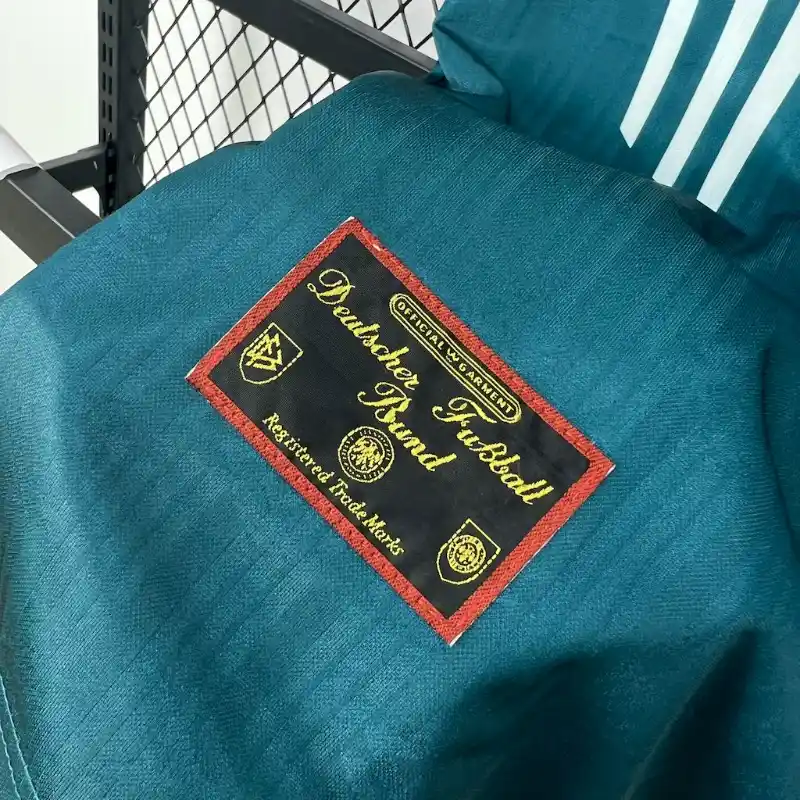 OFFICIAL W GARMENT
Deutscher Fußball
Bund
Registered Trade Marks